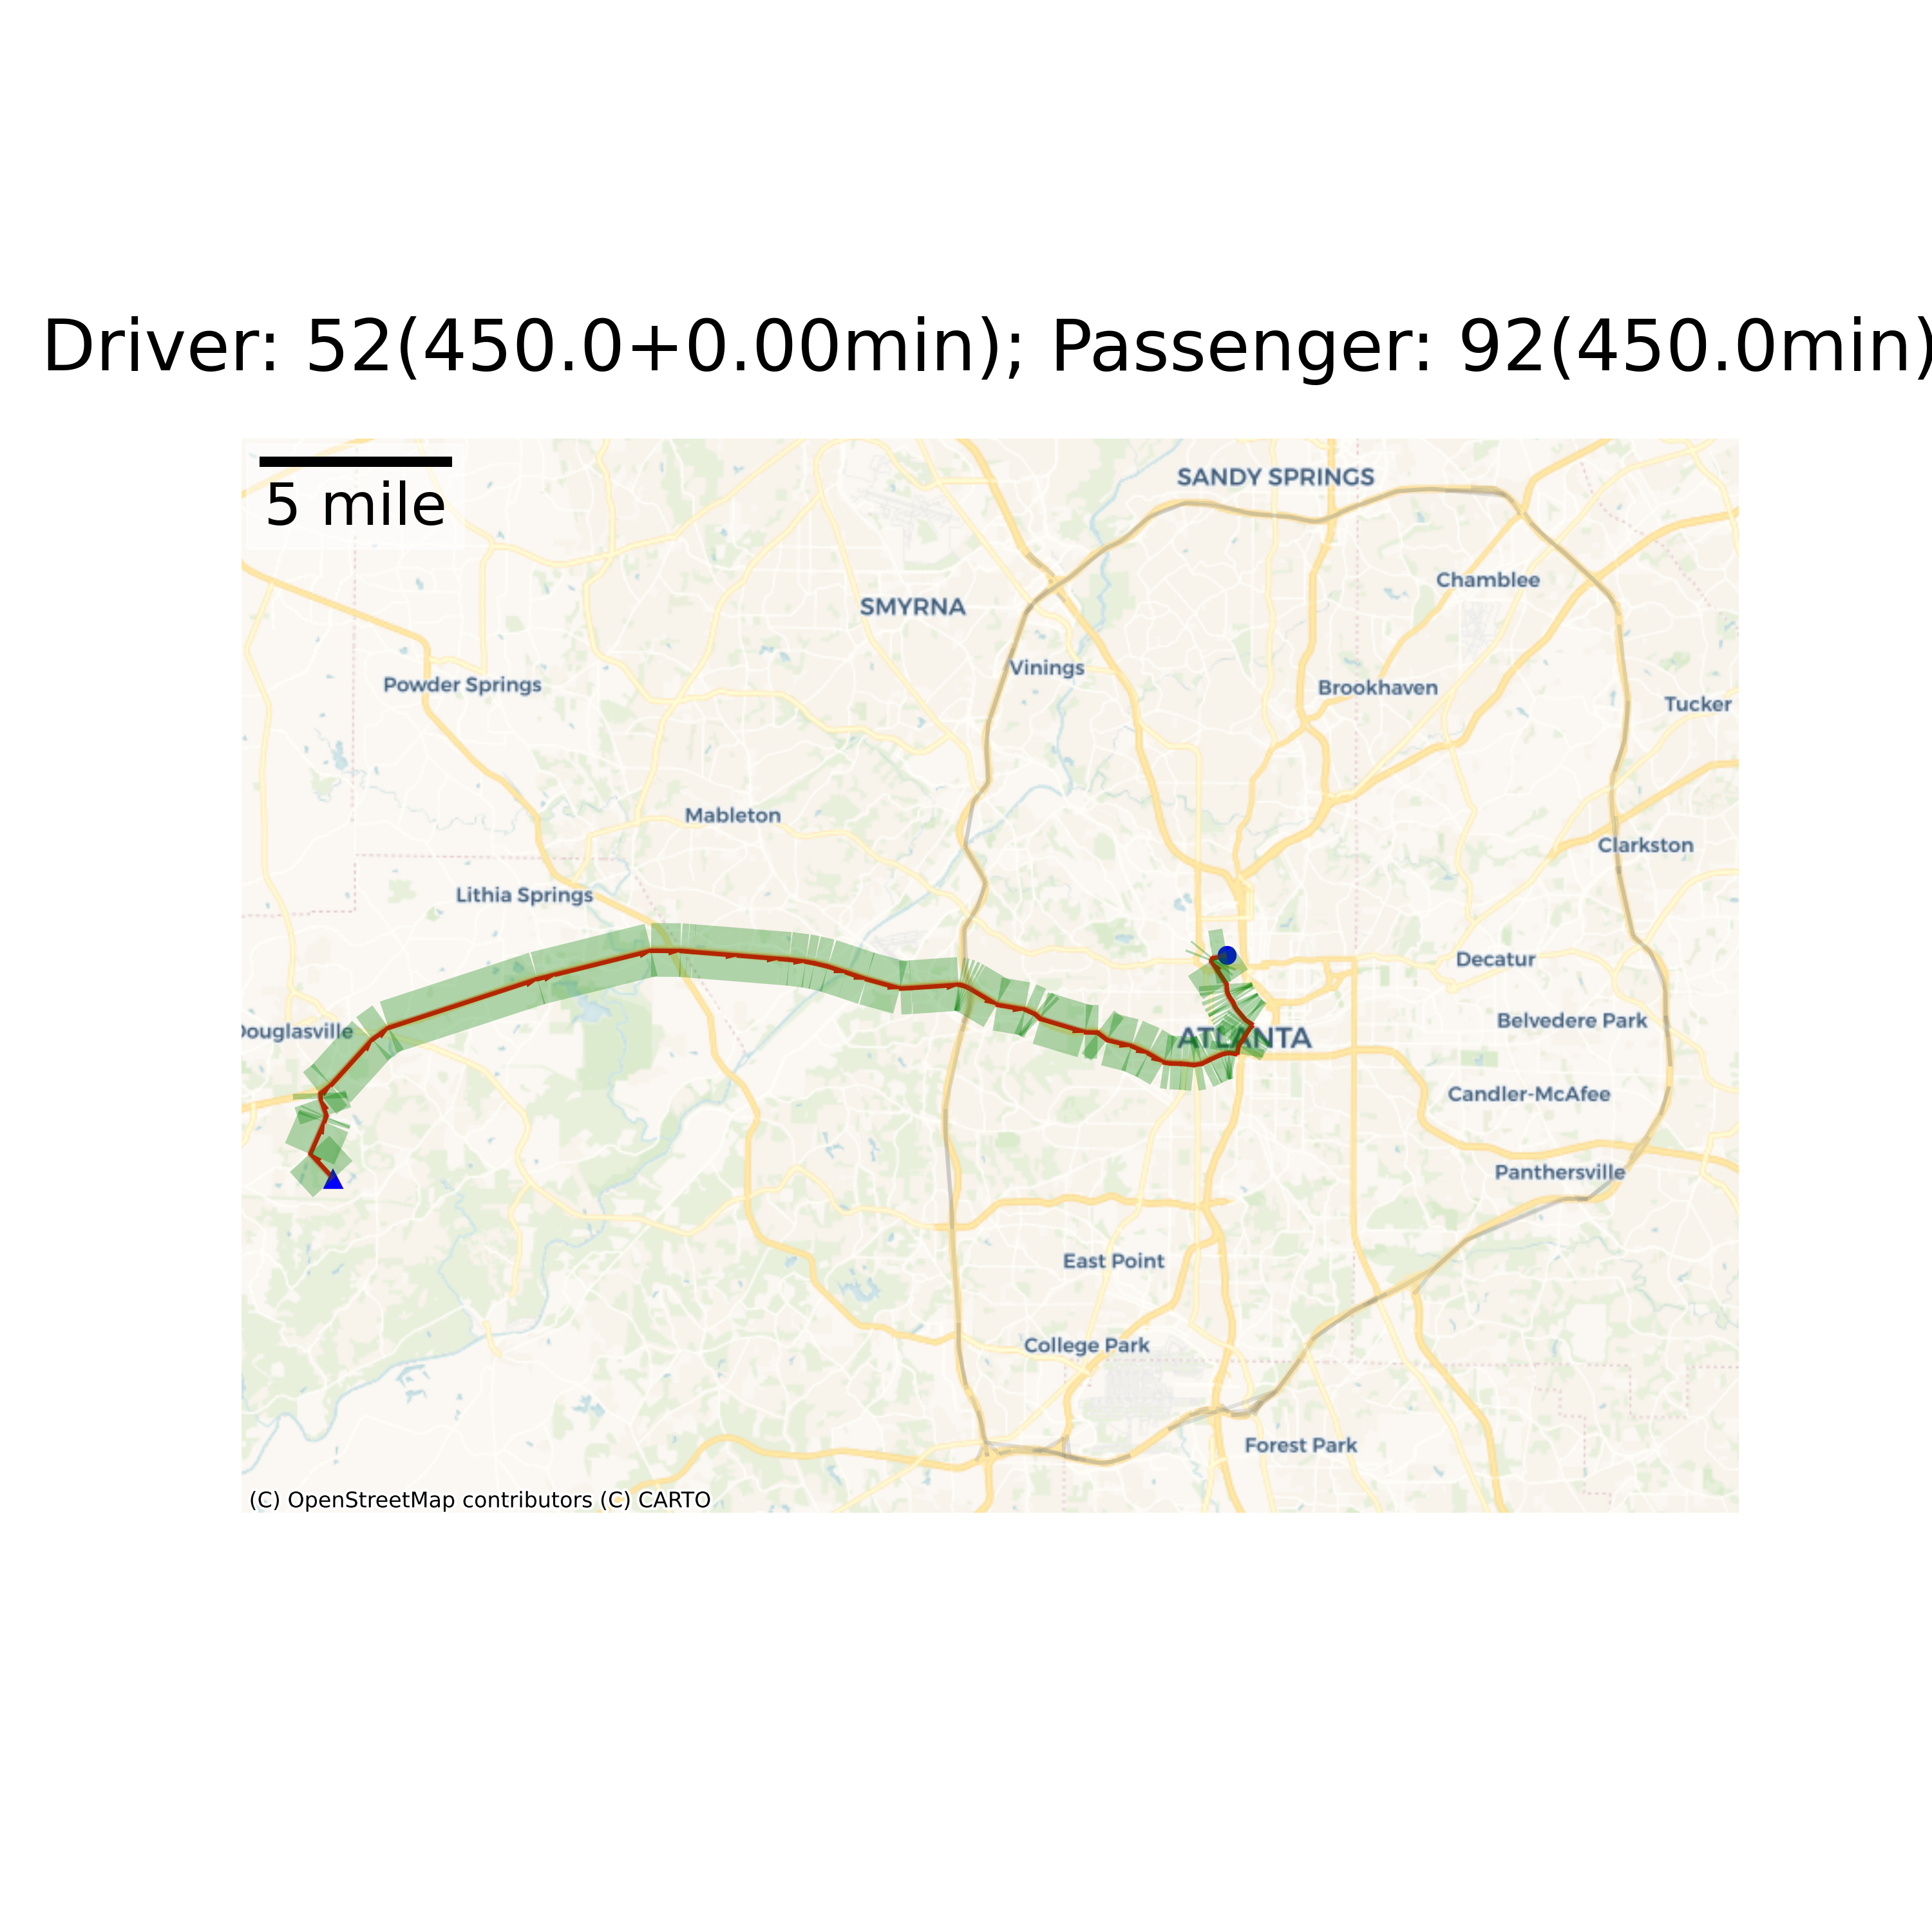 Driver: 52(450.0+0.00min); Passenger: 92(450.0min)
5 mile
SANDY SPRINGS
Chamblee
SMYRNA
Vinings
Powder Springs
Brookhaven
Tucker
Mableton
Clarkston
Lithia Springs
Decatur
Douglasville
Belvedere Park
ATLANTA
Candler-McAfee
Panthersville
East Point
College Park
Forest Park
(C) OpenStreetMap contributors (C) CARTO